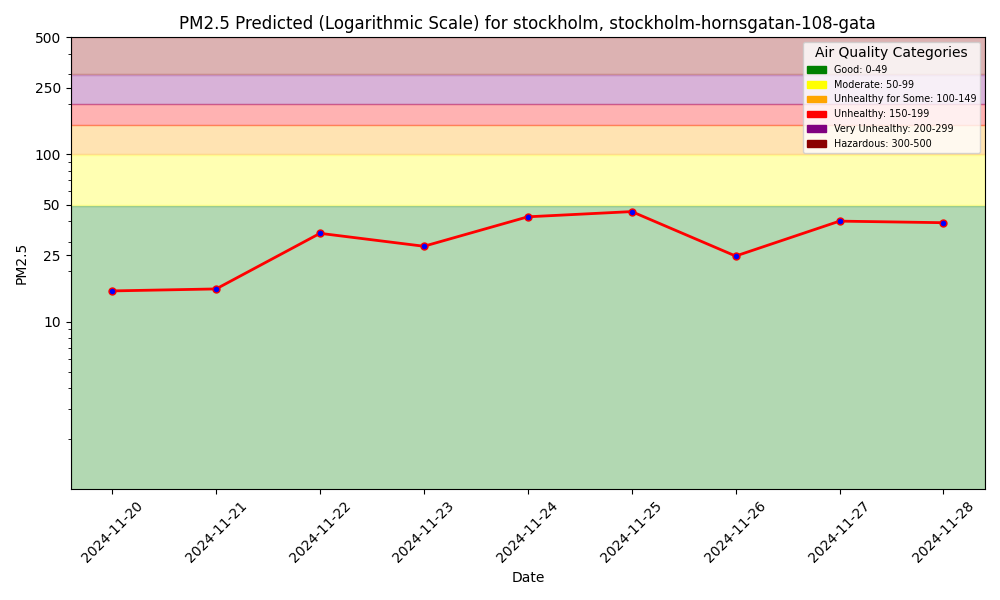 PM2.5 Predicted (Logarithmic Scale) for stockholm, stockholm-hornsgatan-108-gata
500
250
100
50
25
10
PM2.5
Air Quality Categories
Good: 0-49
Moderate: 50-99
Unhealthy for Some: 100-149
Unhealthy: 150-199
Very Unhealthy: 200-299
Hazardous: 300-500
2024-11-20
2024-11-21
2024-11-22
2024-11-23
2024-11-24
2024-11-25
2024-11-26
2024-11-27
2024-11-28
Date